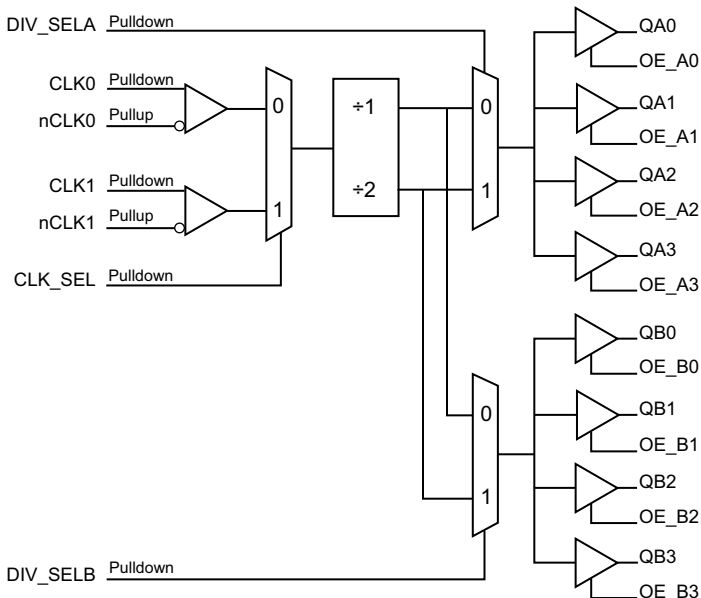 DIV_SELA Pulldown
CLK0 Pulldown
nCLK0 Pullup
CLK1 Pulldown
nCLK1 Pullup
CLK_SEL Pulldown
0
1
÷1
÷2
0
1
QA0
OE_A0
QA1
OE_A1
QA2
OE_A2
QA3
OE_A3
0
1
QB0
OE_B0
QB1
OE_B1
QB2
OE_B2
QB3
OE_B3
DIV_SELB Pulldown